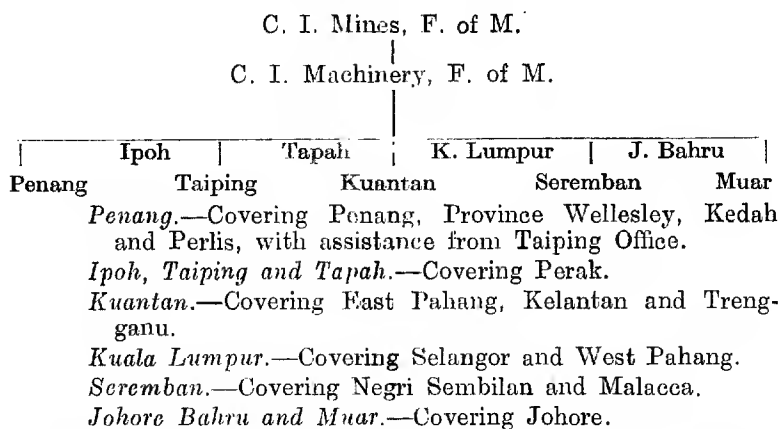 C. I. Mines, F. of M.
C. I. Machinery, F. of M.
Ipoh Tapah K. Lumpur J. Bahru
Penang Taiping Kuantan Seremban Muar
Penang.—Covering Penang, Province Wellesley, Kedah
and Perlis, with assistance from Taiping Office.
Ipoh, Taiping and Tapah.—Covering Perak.
Kuantan.—Covering East Pahang, Kelantan and Treng-
ganu.
Kuala Lumpur.—Covering Selangor and West Pahang.
Seremban.—Covering Negri Sembilan and Malacca.
Johore Bahru and Muar.—Covering Johore.